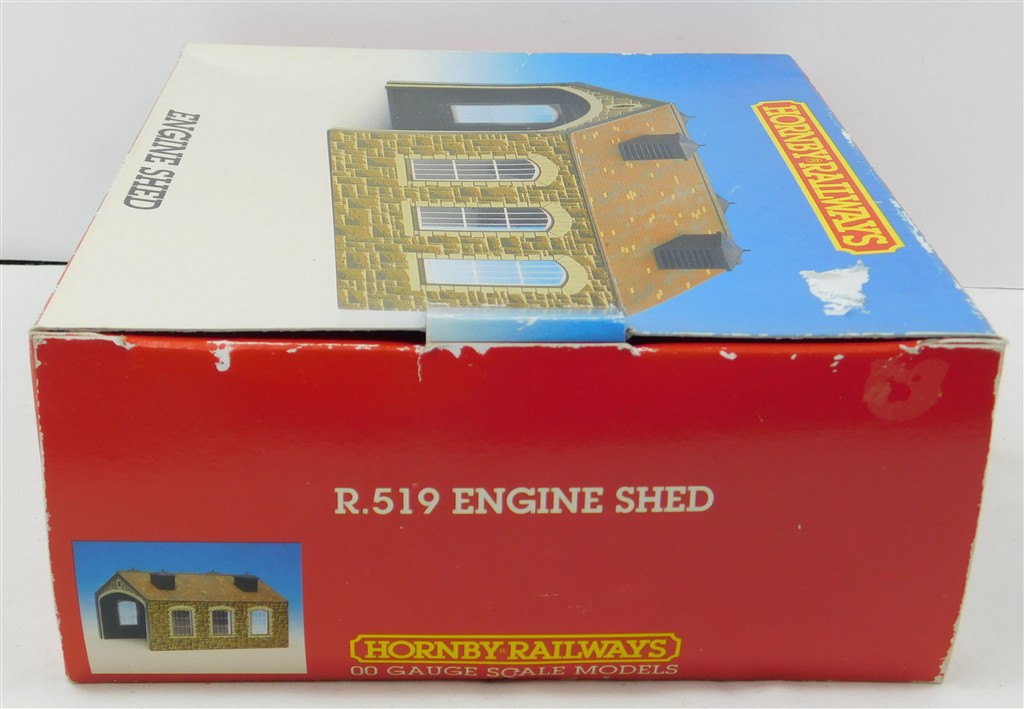 ENGINE SHED
HORNBY RAILWAYS
R.519 ENGINE SHED
HORNBY RAILWAYS
00 GAUGE SCALE MODELS